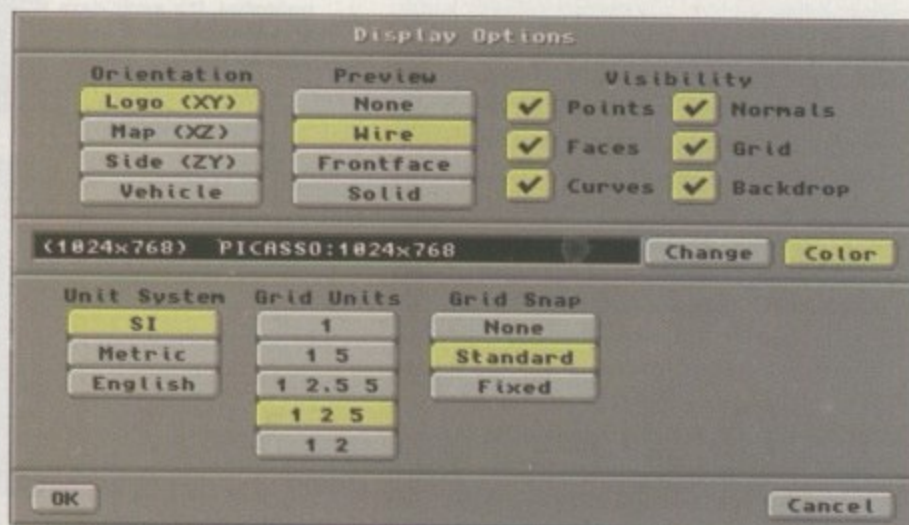 Display Options
Orientation
Logo (XY)
Map (XZ)
Side (ZY)
Vehicle
Preview
None
Wire
Frontface
Solid
Visibility
Points
Normals
Faces
Grid
Curves
Backdrop
(1024x768) PICASSO:1024x768
Change
Color
Unit System
SI
Metric
English
Grid Units
1
1 5
1 2.5 5
1 2 5
1 2
Grid Snap
None
Standard
Fixed
OK
Cancel